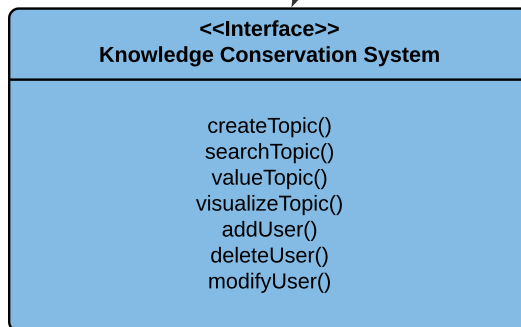 <<Interface>>
Knowledge Conservation System
createTopic()
searchTopic()
valueTopic()
visualizeTopic()
addUser()
deleteUser()
modifyUser()